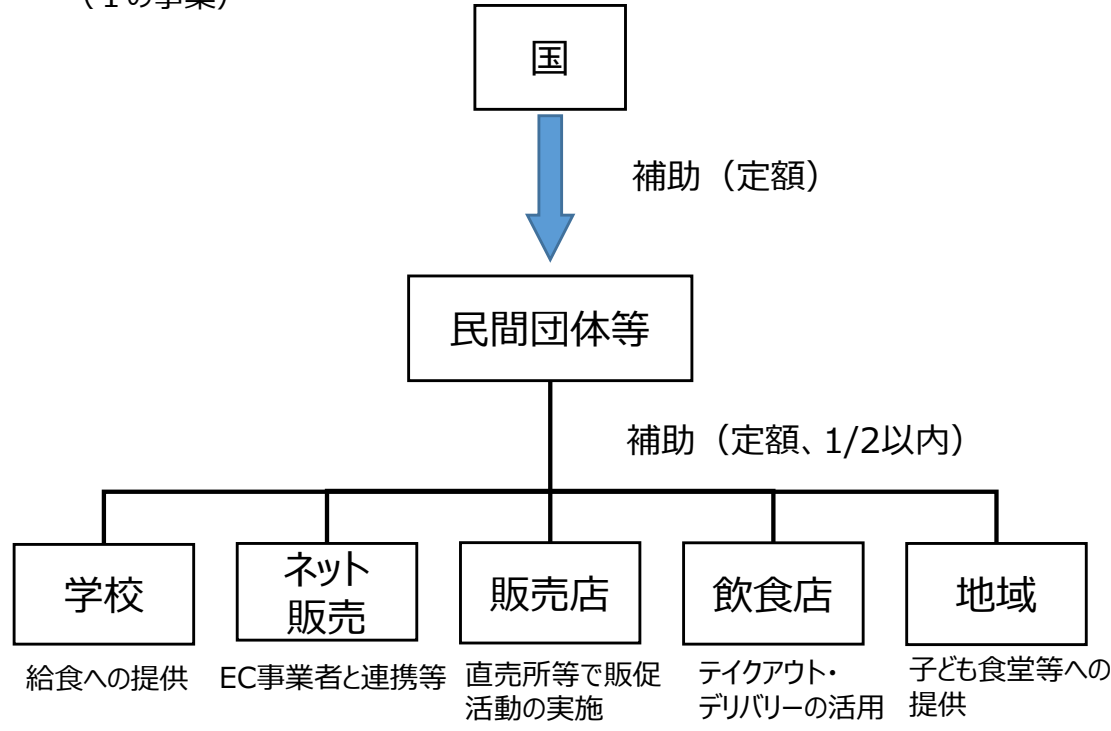 （１の事業）
国
補助（定額）
民間団体等
補助（定額、1/2以内）
学校
ネット
販売
販売店
飲食店
地域
給食への提供
EC事業者と連携等
直売所等で販促
活動の実施
テイクアウト・
デリバリーの活用
子ども食堂等への
提供